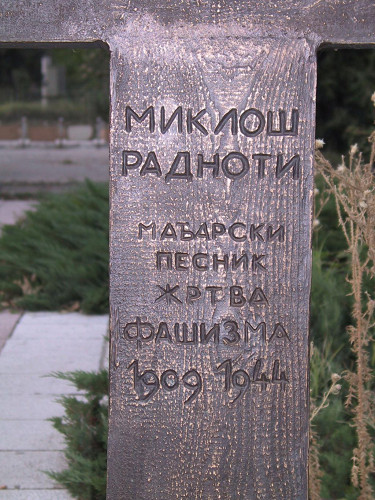 МИКЛОШ
РАДНОТИ
МАЂАРСКИ
ПЕСНИК
ЖРТВА
ФАШИЗМА
1909 1944